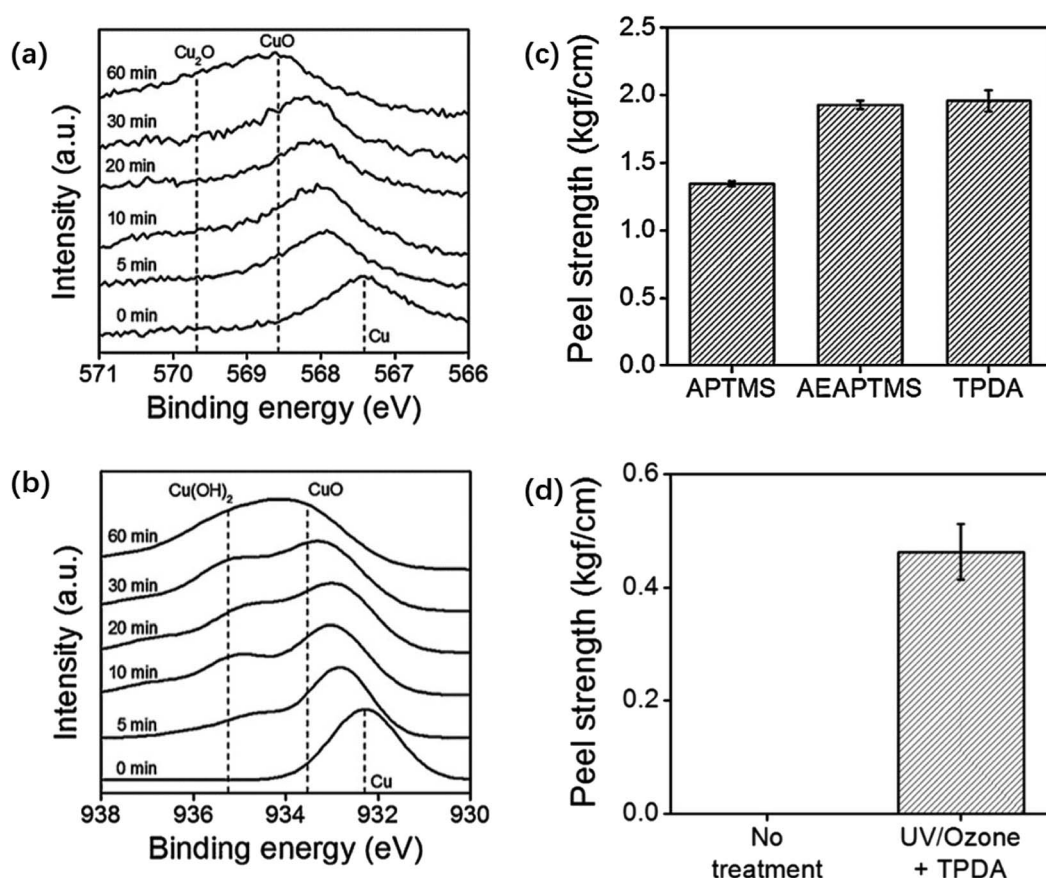 (a)
Cu₂O
CuO
60 min
30 min
20 min
10 min
5 min
0 min
Cu
Intensity (a.u.)
571 570 569 568 567 566
Binding energy (eV)
(b)
Cu(OH)₂
CuO
60 min
30 min
20 min
10 min
5 min
0 min
Cu
Intensity (a.u.)
938 936 934 932 930
Binding energy (eV)
(c)
Peel strength (kgf/cm)
2.5
2.0
1.5
1.0
0.5
0.0
APTMS AEAPTMS TPDA
(d)
Peel strength (kgf/cm)
0.6
0.4
0.2
0.0
No treatment
UV/Ozone
+ TPDA